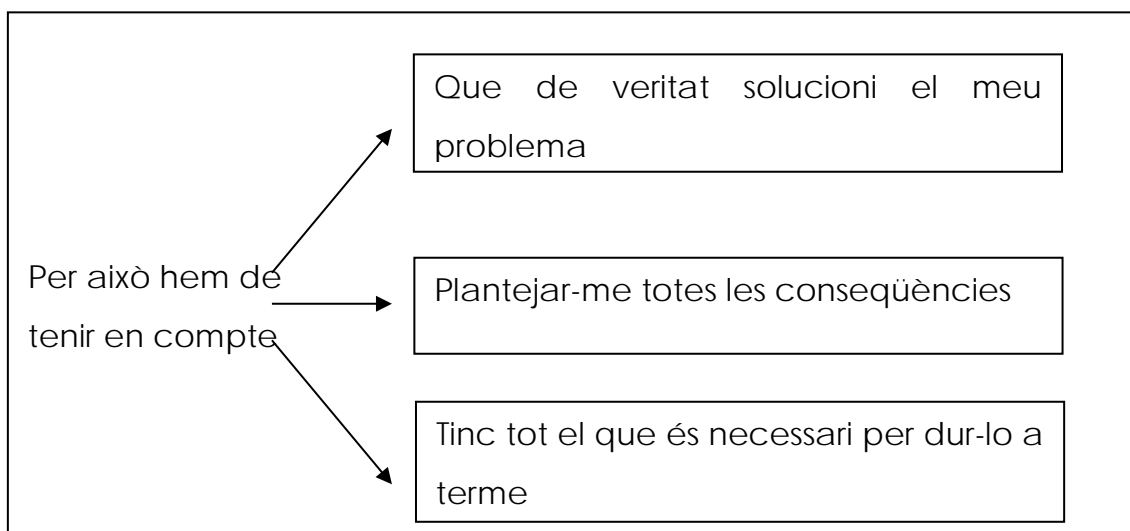 Que de veritat solucioni el meu
problema
Per això hem de
tenir en compte
Plantejar-me totes les conseqüències
Tinc tot el que és necessari per dur-lo a
terme